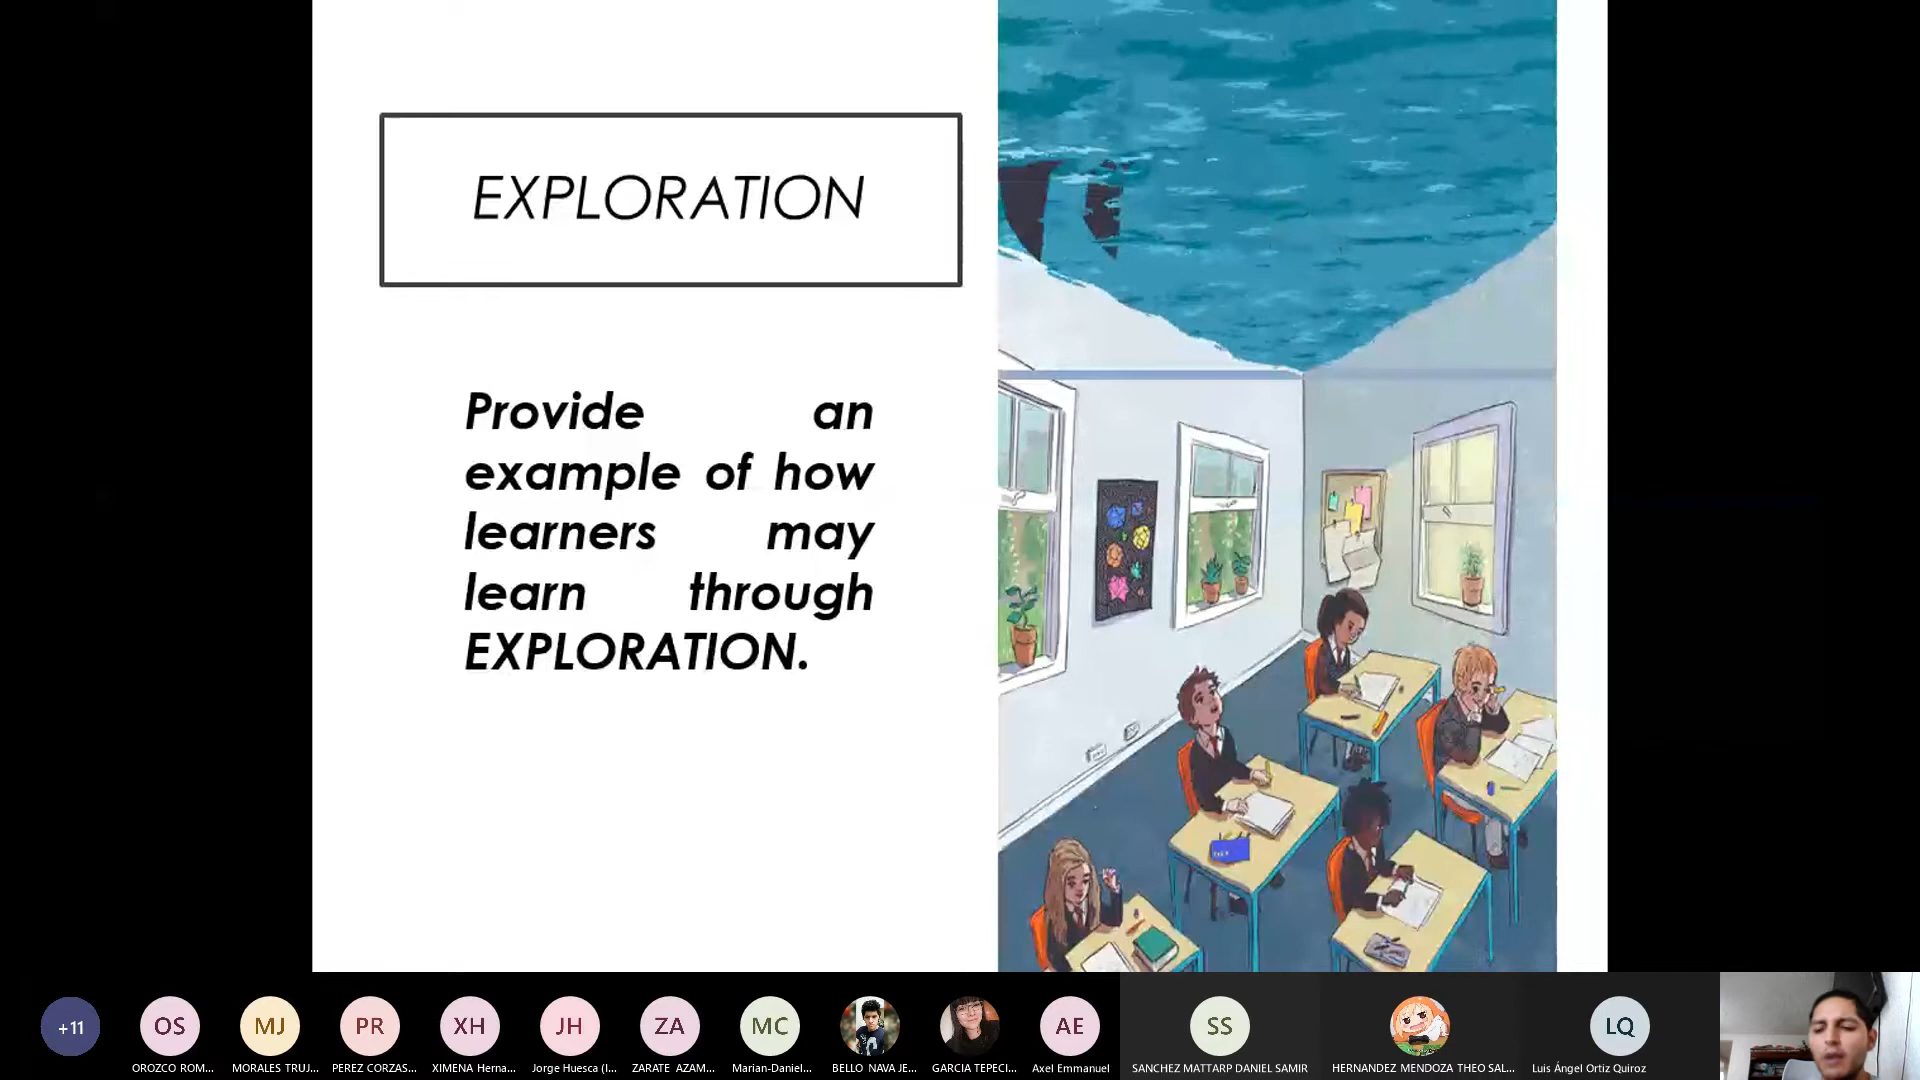 EXPLORATION
Provide an
example of how
learners may
learn through
EXPLORATION.
+11
OS
MJ
PR
XH
JH
ZA
MC
AE
SS
LQ
OROZCO ROM...
MORALES TRUJ...
PEREZ CORZAS...
XIMENA Herna...
Jorge Huesca (I...
ZARATE AZAM...
Marian-Daniel...
BELLO NAVA JE...
GARCIA TEPECI...
Axel Emmanuel
SANCHEZ MATTARP DANIEL SAMIR
HERNANDEZ MENDOZA THEO SAL...
Luis Ángel Ortiz Quiroz